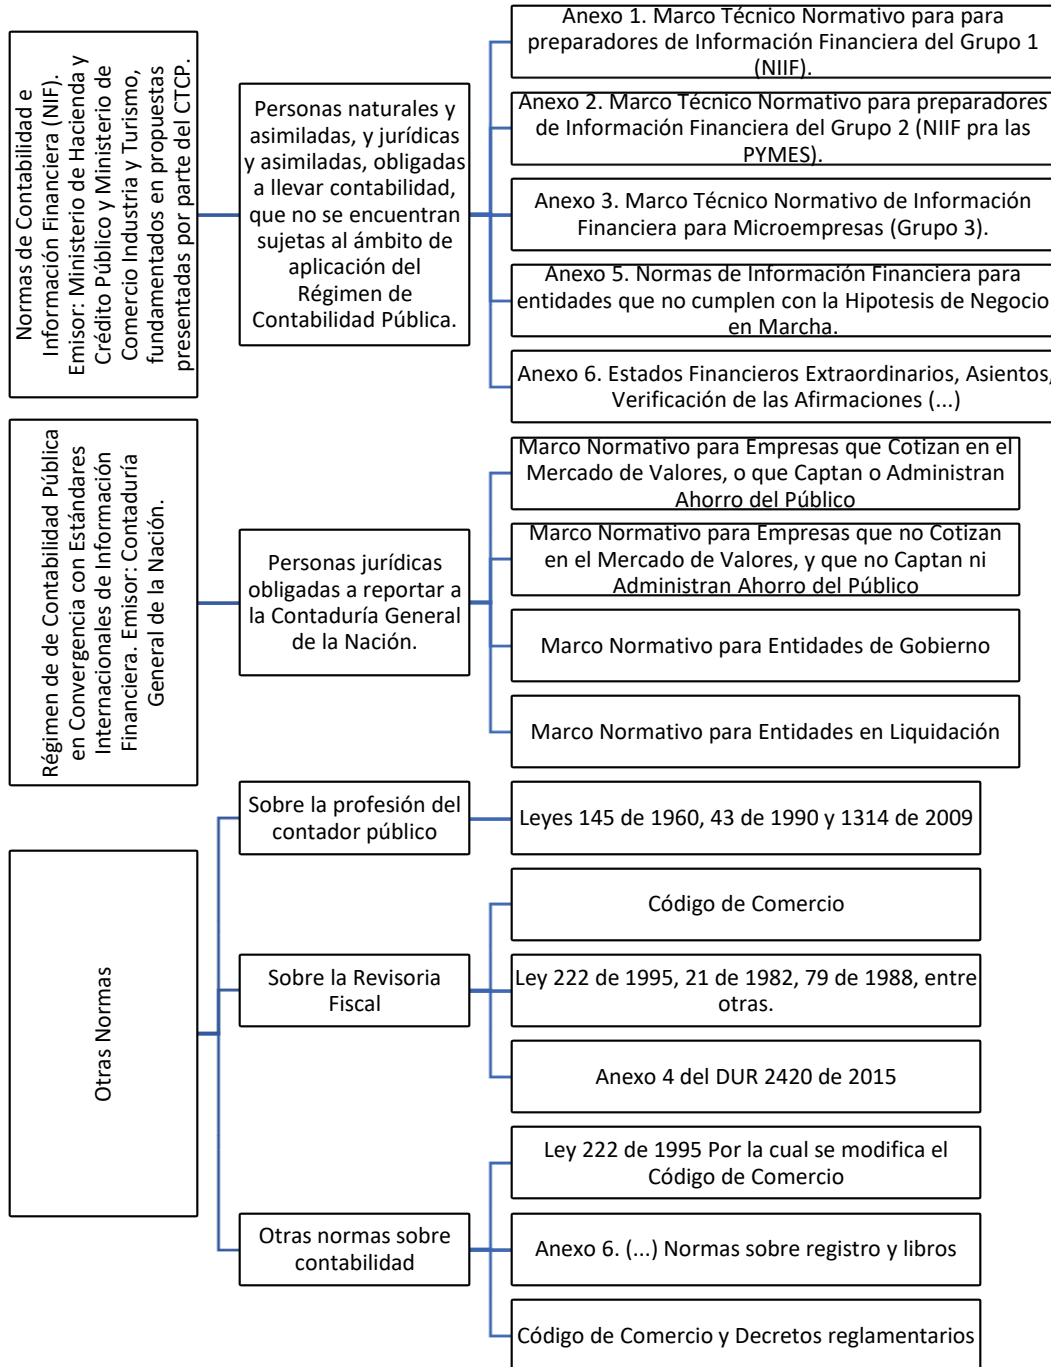 Normas de Contabilidad e
Información Financiera (NIF).
Emisor: Ministerio de Hacienda y
Crédito Público y Ministerio de
Comercio Industria y Turismo,
fundamentados en propuestas
presentadas por parte del CTCP.
Personas naturales y
asimiladas, y jurídicas
y asimiladas, obligadas
a llevar contabilidad,
que no se encuentran
sujetas al ámbito de
aplicación del
Régimen de
Contabilidad Pública.
Anexo 1. Marco Técnico Normativo para para
preparadores de Información Financiera del Grupo 1
(NIIF).
Anexo 2. Marco Técnico Normativo para preparadores
de Información Financiera del Grupo 2 (NIIF pra las
PYMES).
Anexo 3. Marco Técnico Normativo de Información
Financiera para Microempresas (Grupo 3).
Anexo 5. Normas de Información Financiera para
entidades que no cumplen con la Hipotesis de Negocio
en Marcha.
Anexo 6. Estados Financieros Extraordinarios, Asientos,
Verificación de las Afirmaciones (...)
Régimen de de Contabilidad Pública
en Convergencia con Estándares
Internacionales de Información
Financiera. Emisor: Contaduría
General de la Nación.
Personas jurídicas
obligadas a reportar a
la Contaduría General
de la Nación.
Marco Normativo para Empresas que Cotizan en el
Mercado de Valores, o que Captan o Administran
Ahorro del Público
Marco Normativo para Empresas que no Cotizan
en el Mercado de Valores, y que no Captan ni
Administran Ahorro del Público
Marco Normativo para Entidades de Gobierno
Marco Normativo para Entidades en Liquidación
Otras Normas
Sobre la profesión del
contador público
Leyes 145 de 1960, 43 de 1990 y 1314 de 2009
Sobre la Revisoria
Fiscal
Código de Comercio
Ley 222 de 1995, 21 de 1982, 79 de 1988, entre
otras.
Anexo 4 del DUR 2420 de 2015
Otras normas sobre
contabilidad
Ley 222 de 1995 Por la cual se modifica el
Código de Comercio
Anexo 6. (...) Normas sobre registro y libros
Código de Comercio y Decretos reglamentarios